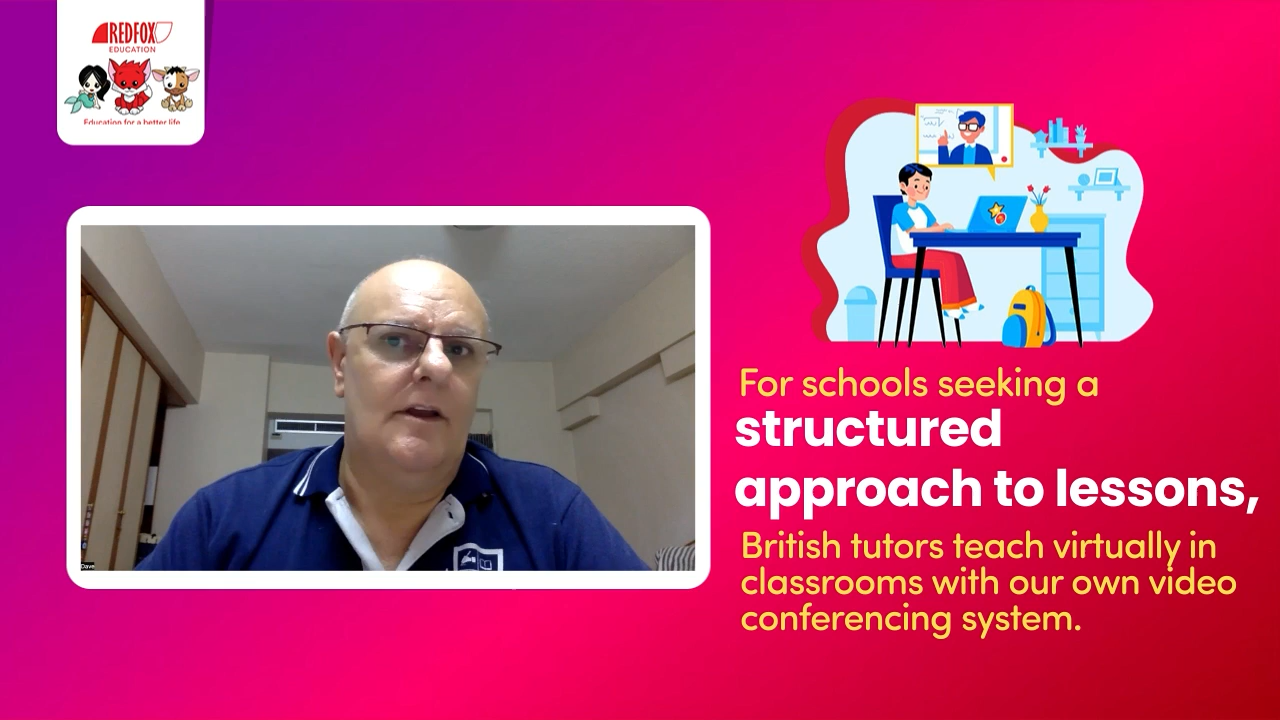 REDFOX
EDUCATION
Education for a better life
Dave
For schools seeking a
structured
approach to lessons,
British tutors teach virtually in
classrooms with our own video
conferencing system.